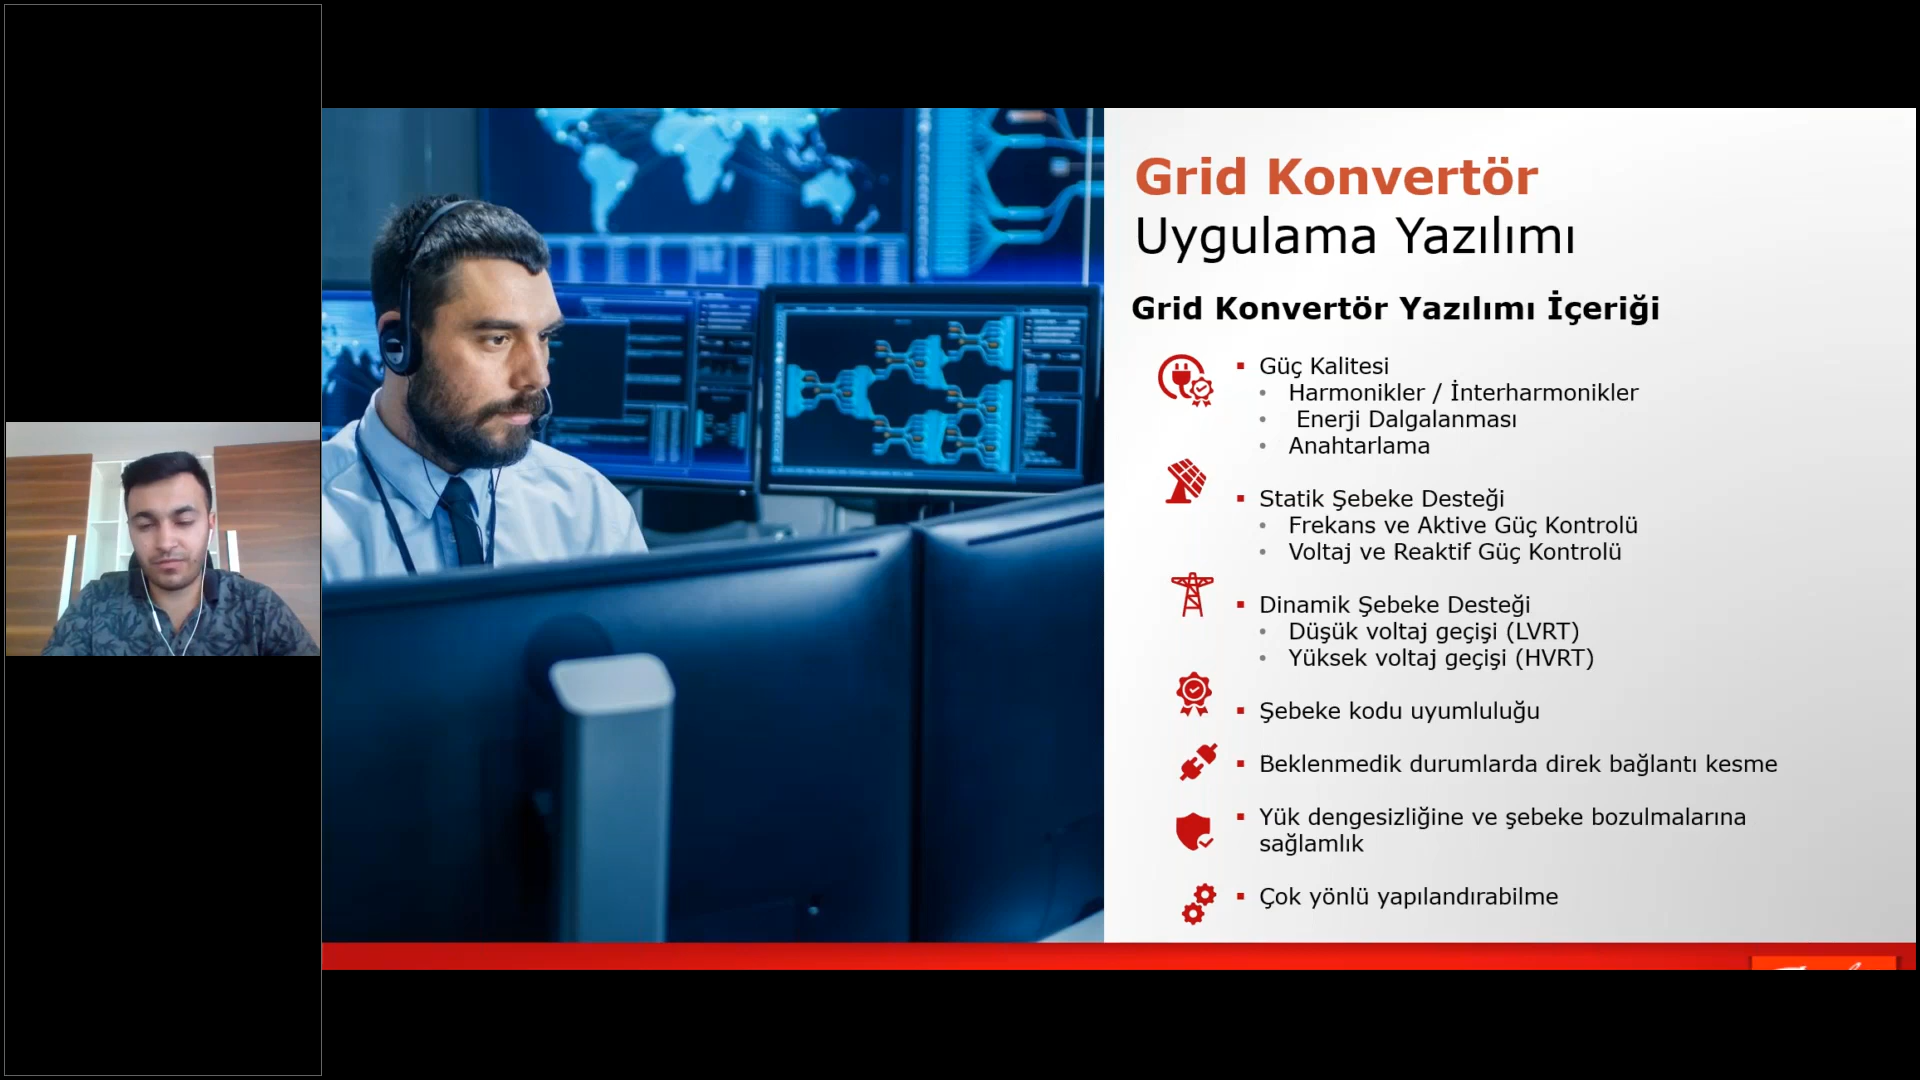 Grid Konvertör
Uygulama Yazılımı
Grid Konvertör Yazılımı İçeriği
Güç Kalitesi
Harmonikler / İnterharmonikler
Enerji Dalgalanması
Anahtarlama
Statik Şebeke Desteği
Frekans ve Aktive Güç Kontrolü
Voltaj ve Reaktif Güç Kontrolü
Dinamik Şebeke Desteği
Düşük voltaj geçişi (LVRT)
Yüksek voltaj geçişi (HVRT)
Şebeke kodu uyumluluğu
Beklenmedik durumlarda direk bağlantı kesme
Yük dengesizliğine ve şebeke bozulmalarına
sağlamlık
Çok yönlü yapılandırabilme